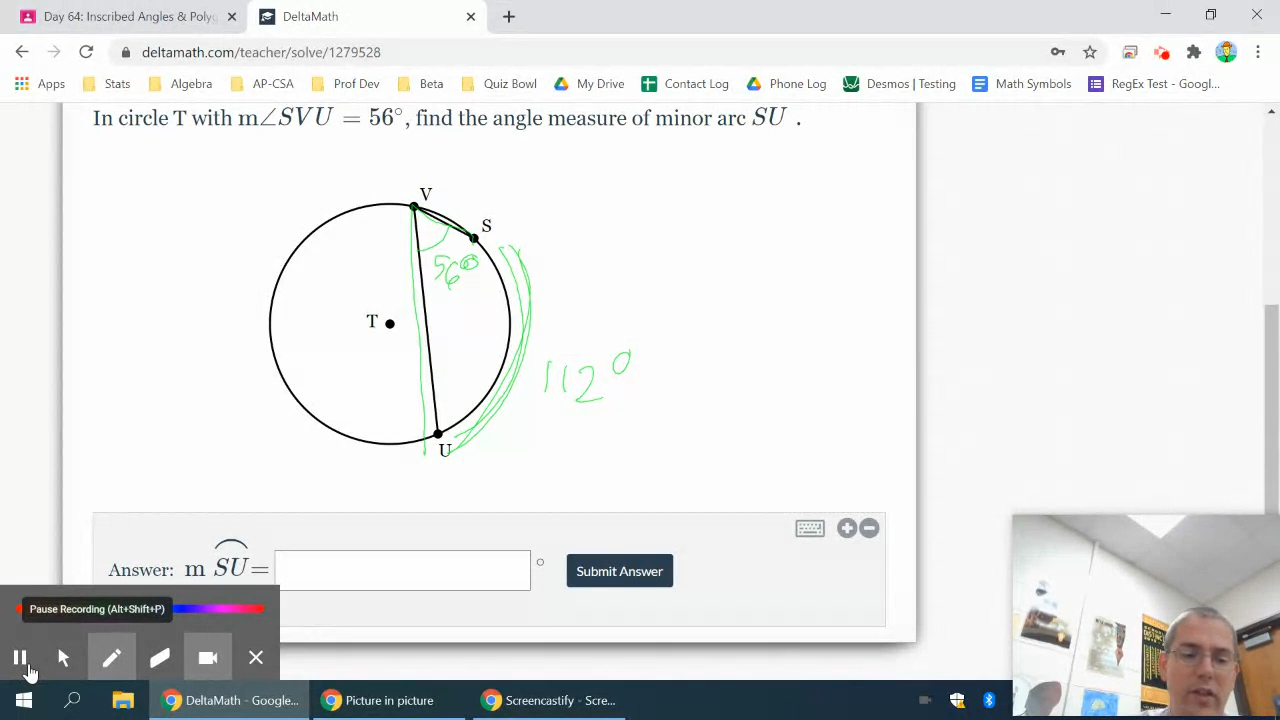 Day 64: Inscribed Angles & Polyg
DeltaMath
deltamath.com/teacher/solve/1279528
Apps Stats Algebra AP-CSA Prof Dev Beta Quiz Bowl My Drive Contact Log Phone Log Desmos | Testing Math Symbols RegEx Test - Googl...
In circle T with m∠SVU = 56°, find the angle measure of minor arc SU .
V
S
56°
T
112°
U
Answer: m SU= °
Submit Answer
Pause Recording (Alt+Shift+P)
DeltaMath - Google...
Picture in picture
Screencastify - Scre...